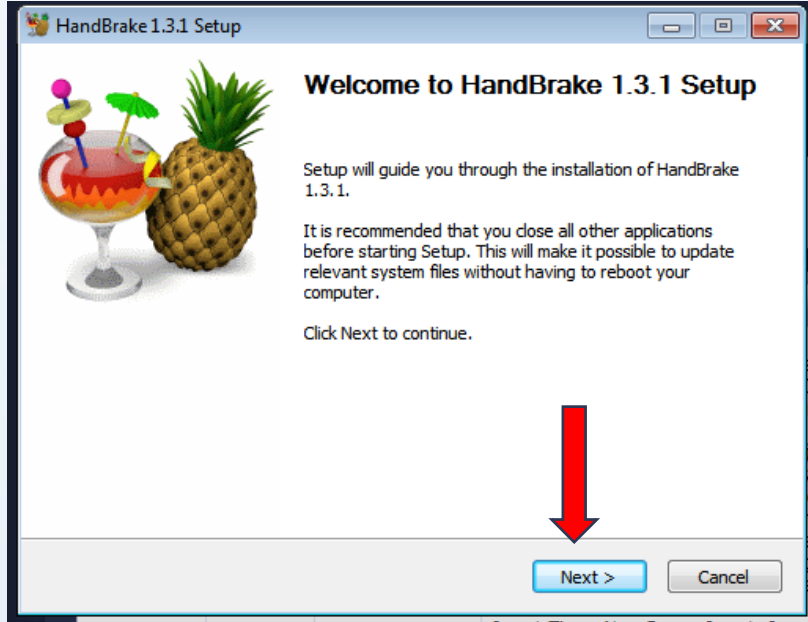 HandBrake 1.3.1 Setup
Welcome to HandBrake 1.3.1 Setup
Setup will guide you through the installation of HandBrake
1.3.1.
It is recommended that you close all other applications
before starting Setup. This will make it possible to update
relevant system files without having to reboot your
computer.
Click Next to continue.
Next >
Cancel